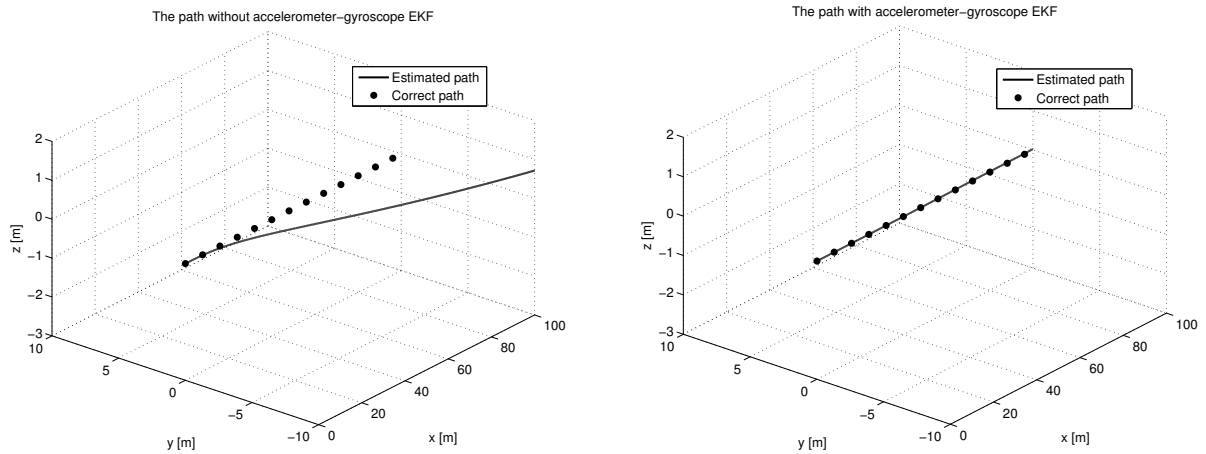 The path without accelerometer−gyroscope EKF
Estimated path
Correct path
2
1
0
−1
−2
−3
z [m]
10
5
0
−5
−10
y [m]
0
20
40
60
80
100
x [m]
The path with accelerometer−gyroscope EKF
Estimated path
Correct path
2
1
0
−1
−2
−3
z [m]
10
5
0
−5
−10
y [m]
0
20
40
60
80
100
x [m]